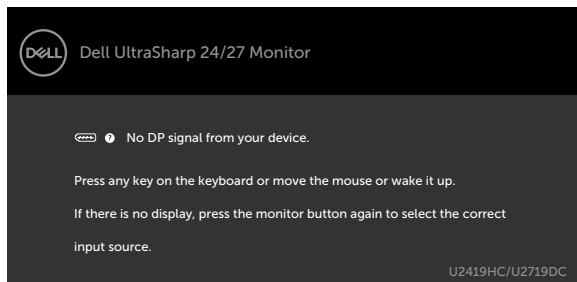 DELL
Dell UltraSharp 24/27 Monitor
? No DP signal from your device.
Press any key on the keyboard or move the mouse or wake it up.
If there is no display, press the monitor button again to select the correct
input source.
U2419HC/U2719DC